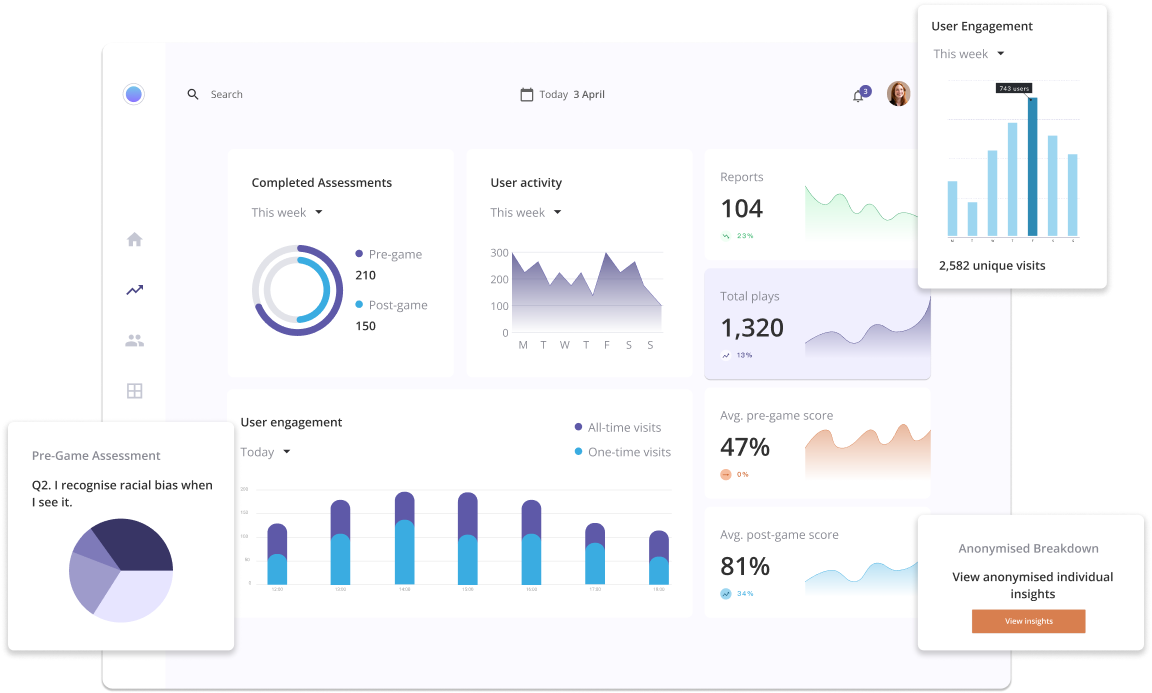 User Engagement
This week
743 users
M T W T F S S
2,582 unique visits
Search
Today 3 April
3
Completed Assessments
This week
Pre-game
210
Post-game
150
User activity
This week
300
200
100
0
M T W T F S S
Reports
104
23%
Total plays
1,320
13%
User engagement
Today
All-time visits
One-time visits
200
150
100
50
0
12:00 13:00 14:00 15:00 16:00 17:00 18:00
Avg. pre-game score
47%
0%
Avg. post-game score
81%
34%
Pre-Game Assessment
Q2. I recognise racial bias when
I see it.
Anonymised Breakdown
View anonymised individual
insights
View insights